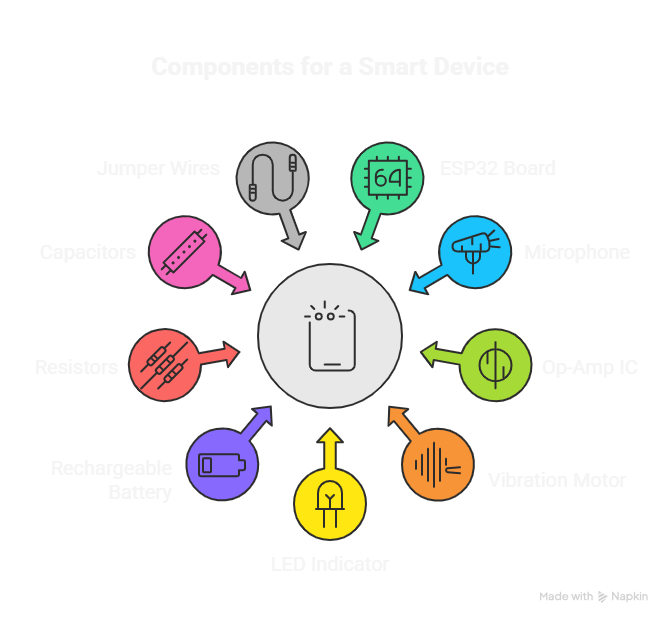 Components for a Smart Device
Jumper Wires
ESP32 Board
Capacitors
Microphone
Resistors
Op-Amp IC
Rechargeable
Battery
Vibration Motor
LED Indicator
64
Made with Napkin